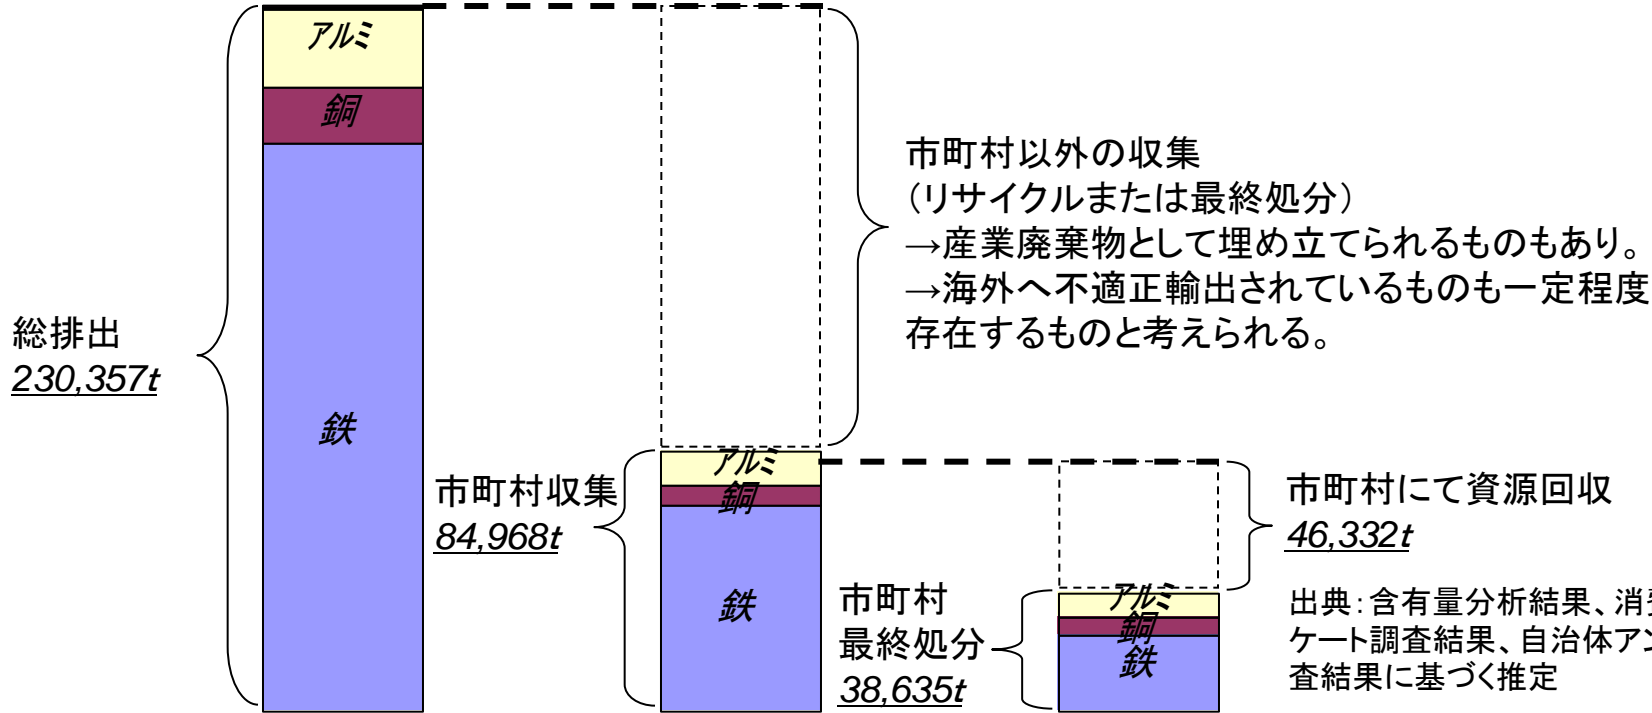 アルミ
銅
鉄
総排出
230,357t
市町村以外の収集
（リサイクルまたは最終処分）
→産業廃棄物として埋め立てられるものもあり。
→海外へ不適正輸出されているものも一定程度
存在するものと考えられる。
市町村収集
84,968t
アルミ
銅
鉄
市町村にて資源回収
46,332t
市町村
最終処分
38,635t
アルミ
銅
鉄
出典：含有量分析結果、消費
ケート調査結果、自治体アン
査結果に基づく推定